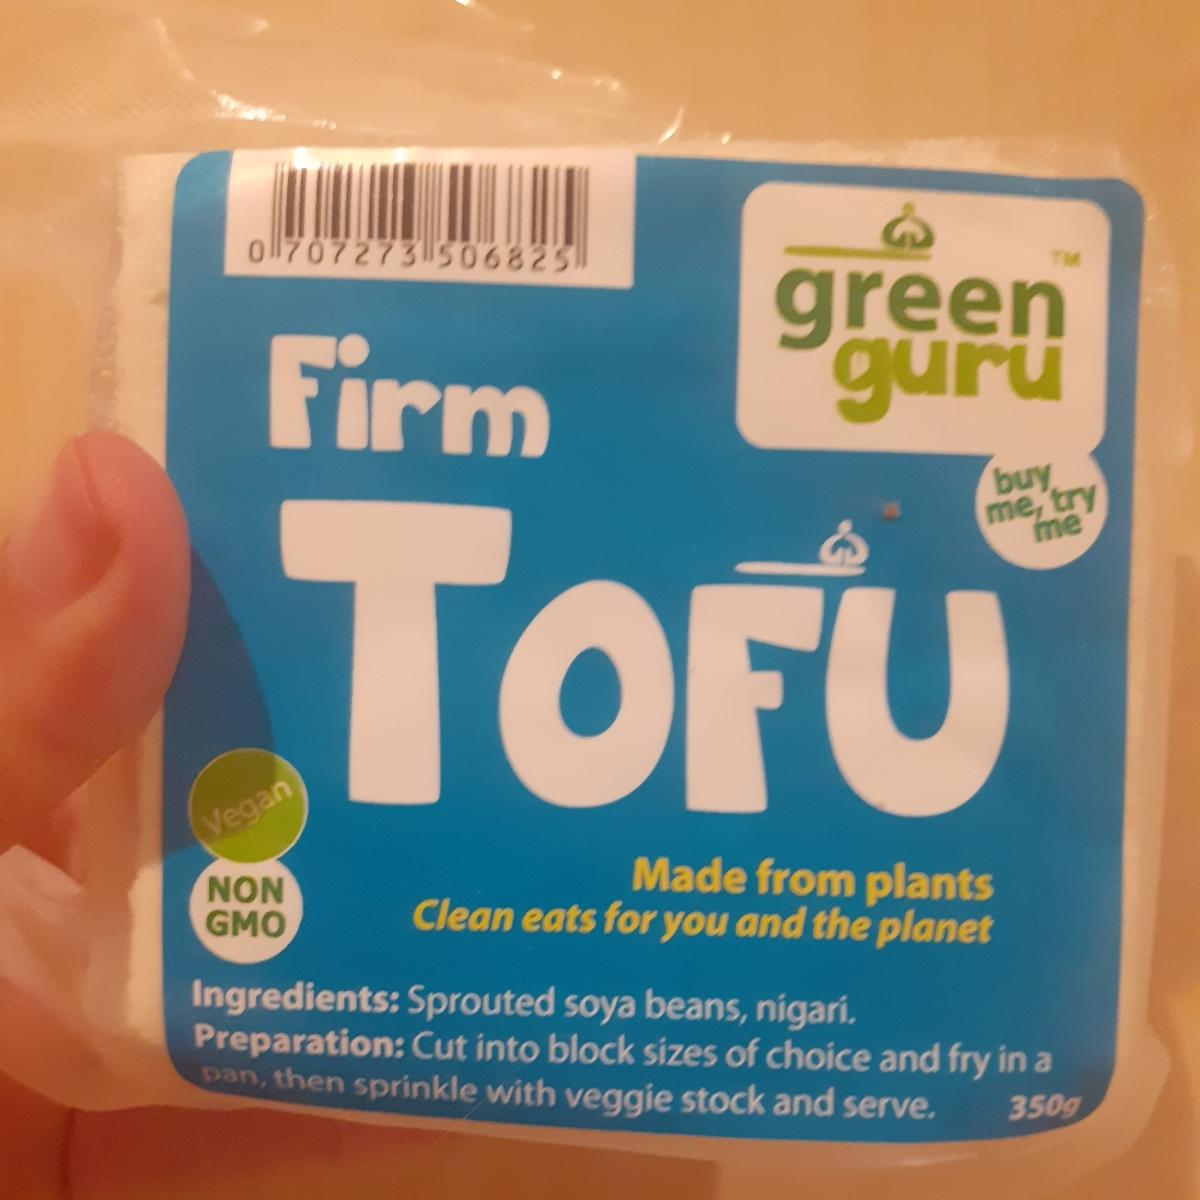 0 707273 506825
green
guru
TM
buy
me, try
me
Firm
TOFU
Vegan
NON
GMO
Made from plants
Clean eats for you and the planet
Ingredients: Sprouted soya beans, nigari.
Preparation: Cut into block sizes of choice and fry in a
pan, then sprinkle with veggie stock and serve.
350g